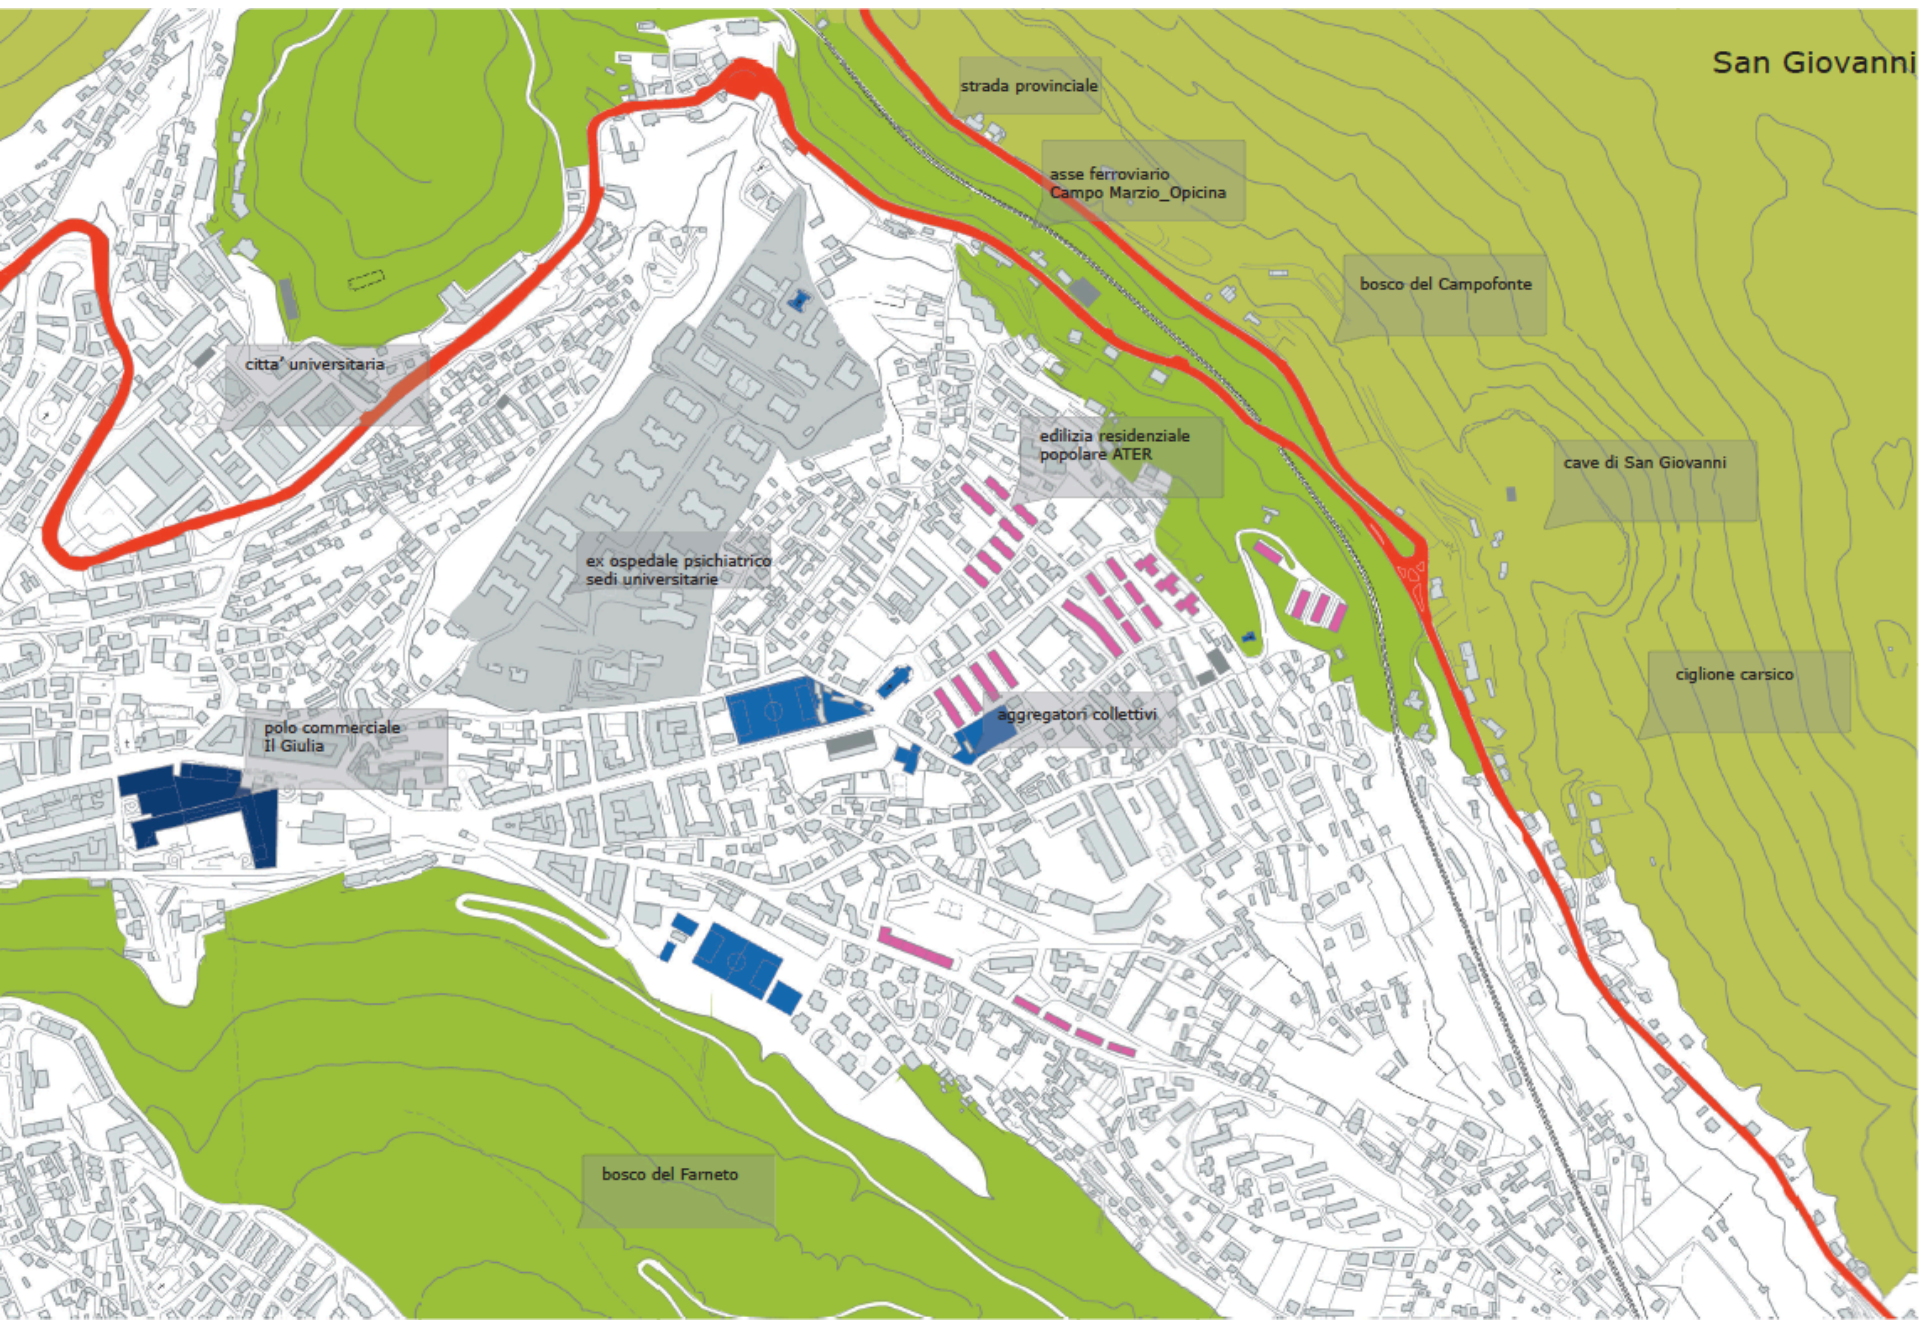 San Giovanni
strada provinciale
asse ferroviario
Campo Marzio_Opicina
bosco del Campofonte
citta' universitaria
edilizia residenziale
popolare ATER
cave di San Giovanni
ex ospedale psichiatrico
sedi universitarie
ciglione carsico
aggregatori collettivi
polo commerciale
Il Giulia
bosco del Farneto